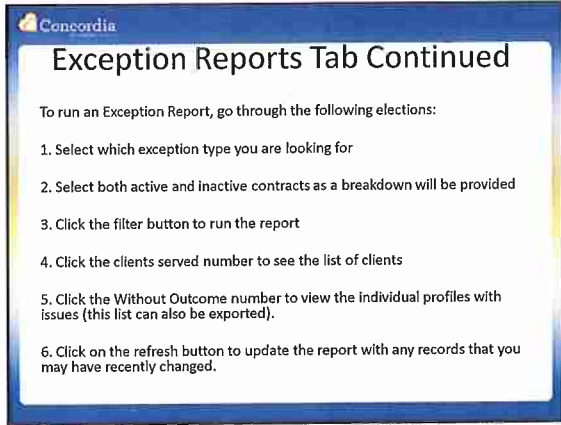 Concordia
Exception Reports Tab Continued
To run an Exception Report, go through the following elections:
1. Select which exception type you are looking for
2. Select both active and inactive contracts as a breakdown will be provided
3. Click the filter button to run the report
4. Click the clients served number to see the list of clients
5. Click the Without Outcome number to view the individual profiles with
issues (this list can also be exported).
6. Click on the refresh button to update the report with any records that you
may have recently changed.